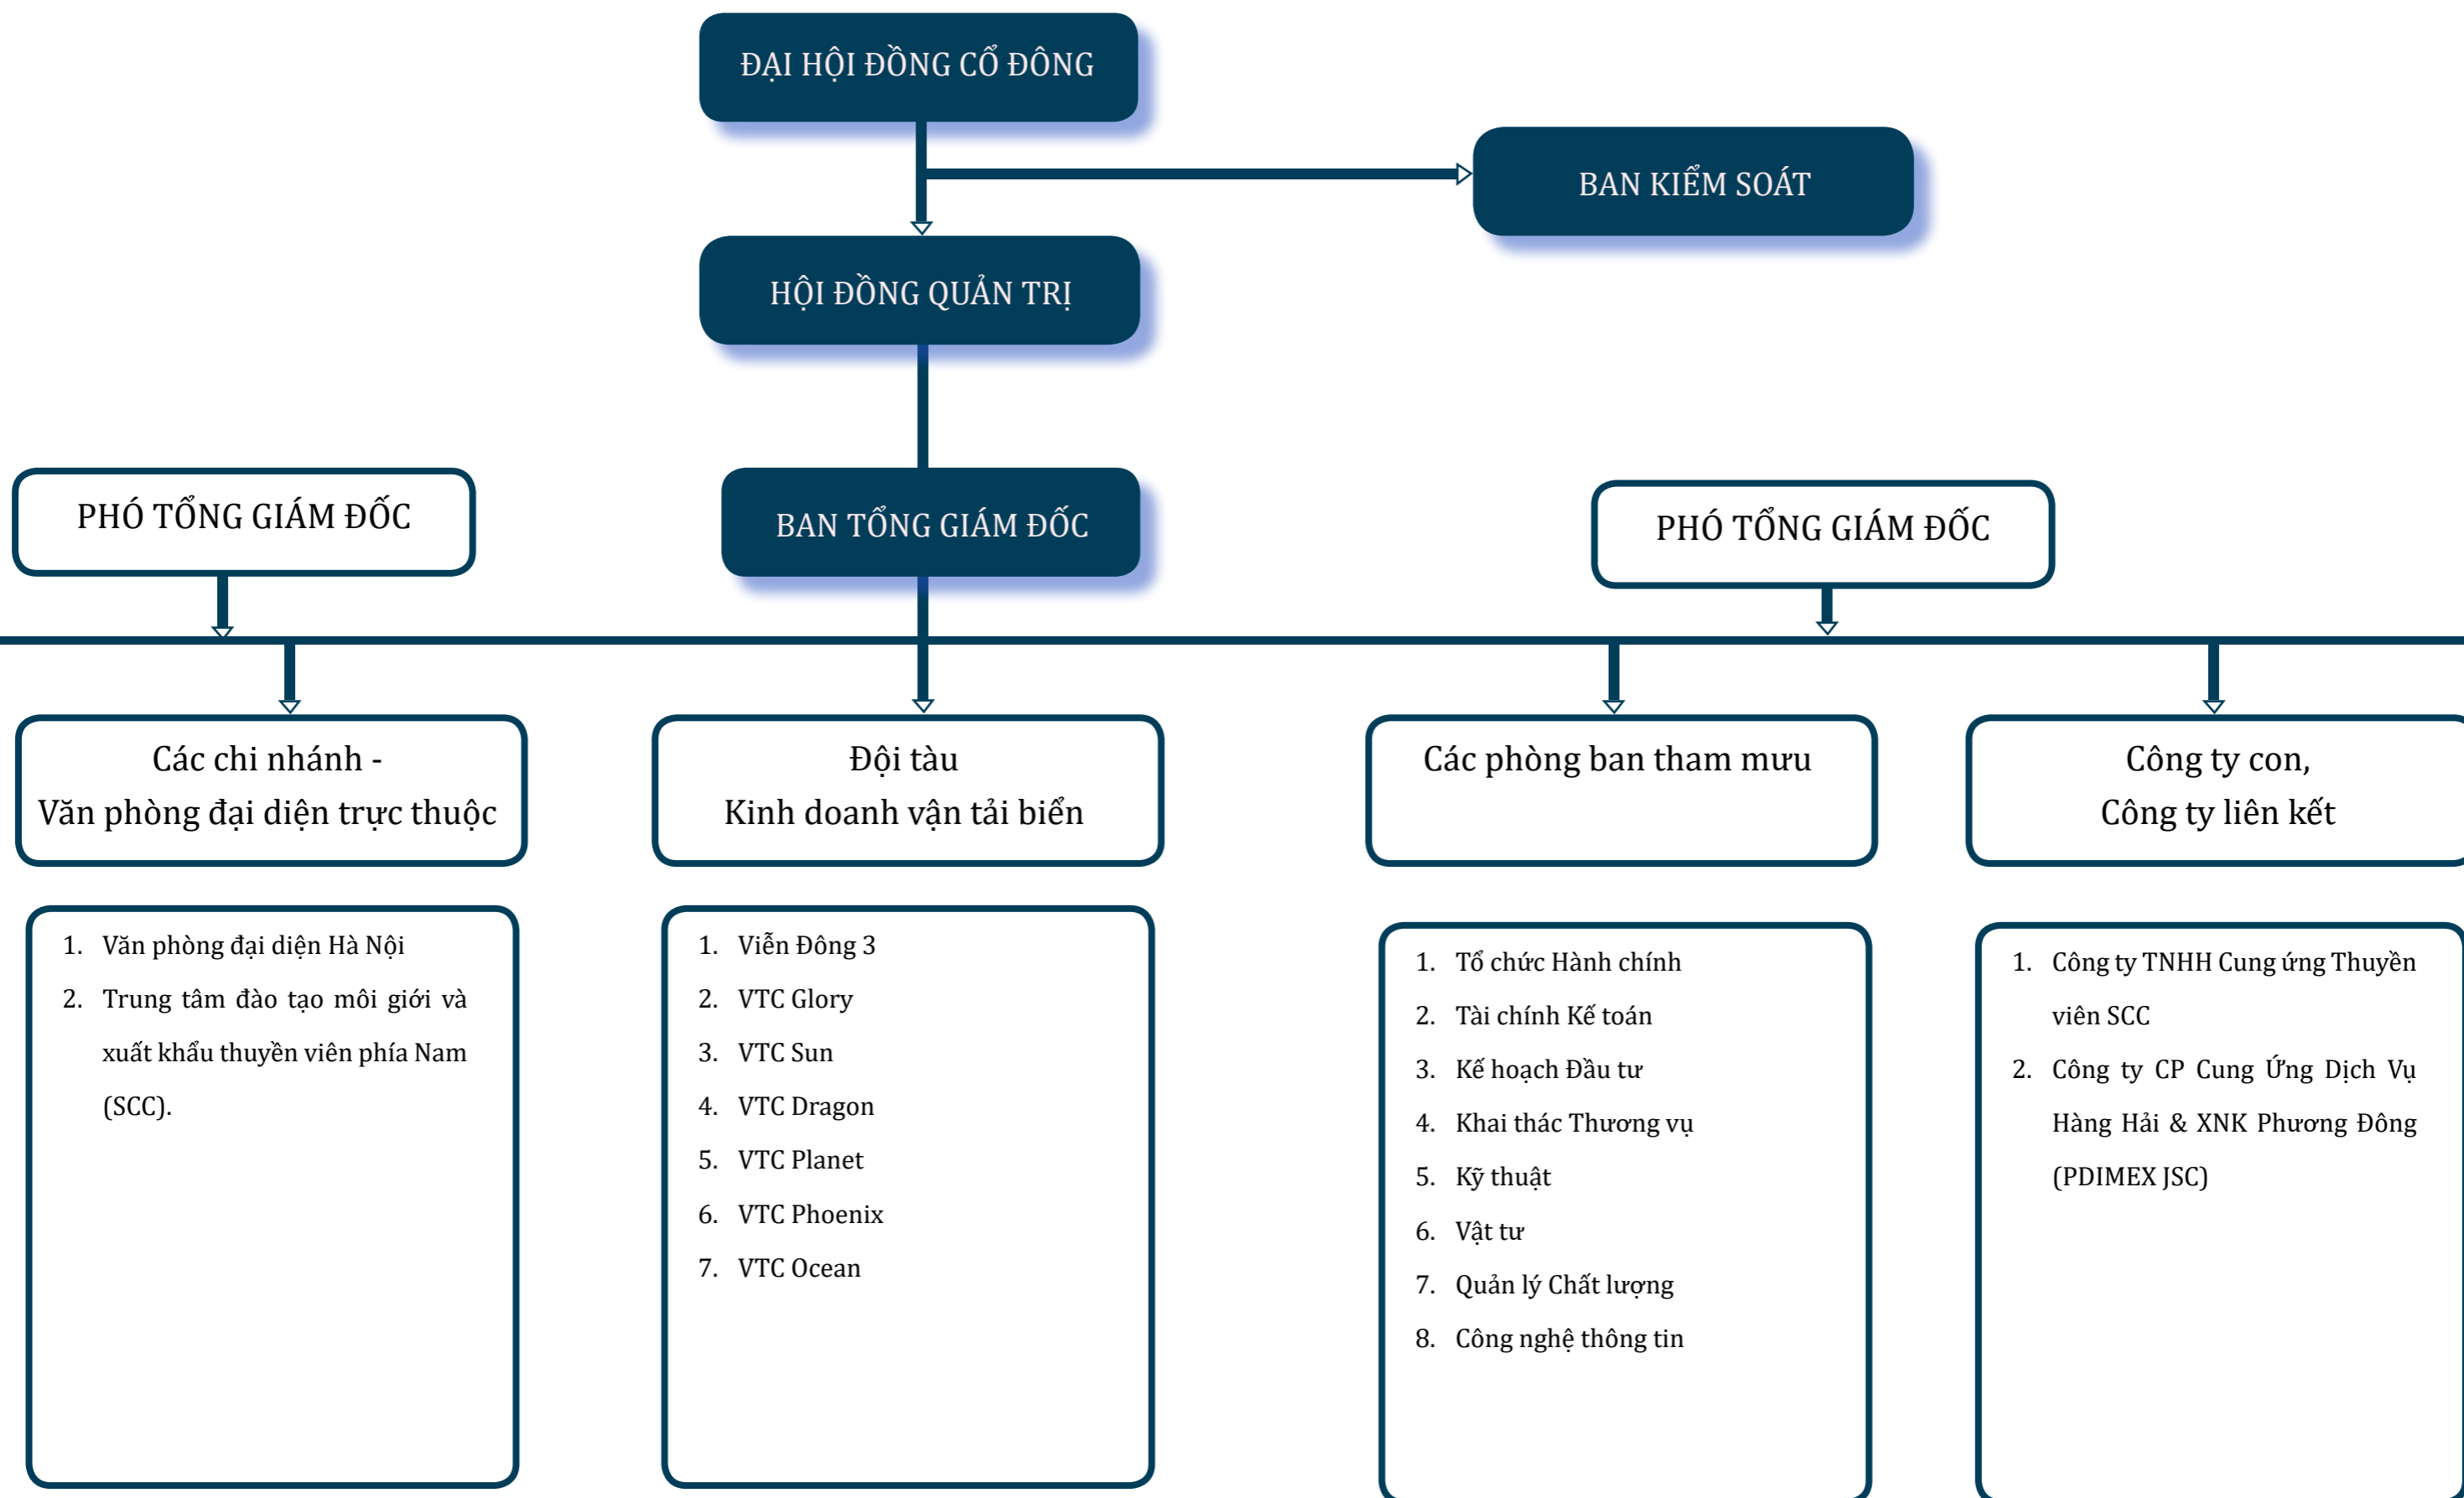 ĐẠI HỘI ĐỒNG CỔ ĐÔNG
BAN KIỂM SOÁT
HỘI ĐỒNG QUẢN TRỊ
PHÓ TỔNG GIÁM ĐỐC
BAN TỔNG GIÁM ĐỐC
PHÓ TỔNG GIÁM ĐỐC
Các chi nhánh -
Văn phòng đại diện trực thuộc
Đội tàu
Kinh doanh vận tải biển
Các phòng ban tham mưu
Công ty con,
Công ty liên kết
1. Văn phòng đại diện Hà Nội
2. Trung tâm đào tạo môi giới và
xuất khẩu thuyền viên phía Nam
(SCC).
1. Viễn Đông 3
2. VTC Glory
3. VTC Sun
4. VTC Dragon
5. VTC Planet
6. VTC Phoenix
7. VTC Ocean
1. Tổ chức Hành chính
2. Tài chính Kế toán
3. Kế hoạch Đầu tư
4. Khai thác Thương vụ
5. Kỹ thuật
6. Vật tư
7. Quản lý Chất lượng
8. Công nghệ thông tin
1. Công ty TNHH Cung ứng Thuyền
viên SCC
2. Công ty CP Cung Ứng Dịch Vụ
Hàng Hải & XNK Phương Đông
(PDIMEX JSC)